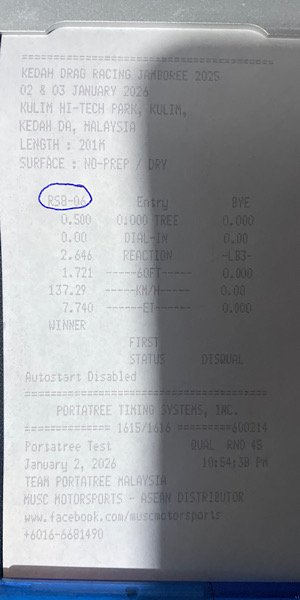 ==============================
KEDAH DRAG RACING JAMBOREE 2025
02 & 03 JANUARY 2026
KULIM HI-TECH PARK, KULIM,
KEDAH DA, MALAYSIA
LENGTH : 201M
SURFACE : NO-PREP / DRY
==============================
RSB-06 Entry BYE
0.500 0.000 TREE 0.000
0.00 DIAL-IN 0.00
2.646 REACTION -LB3-
1.721 ------60FT------ 0.000
137.29 ------KM/H------ 0.00
7.740 -------ET------- 0.000
WINNER
FIRST
STATUS DISQUAL
Autostart Disabled
==============================
PORTATREE TIMING SYSTEMS, INC.
============= 1615/1616 =========600214
Portatree Test QUAL RND 45
January 2, 2026 10:54:38 PM
TEAM PORTATREE MALAYSIA
MUSC MOTORSPORTS - ASEAN DISTRIBUTOR
www.facebook.com/muscmotorsports
+6016-6681490